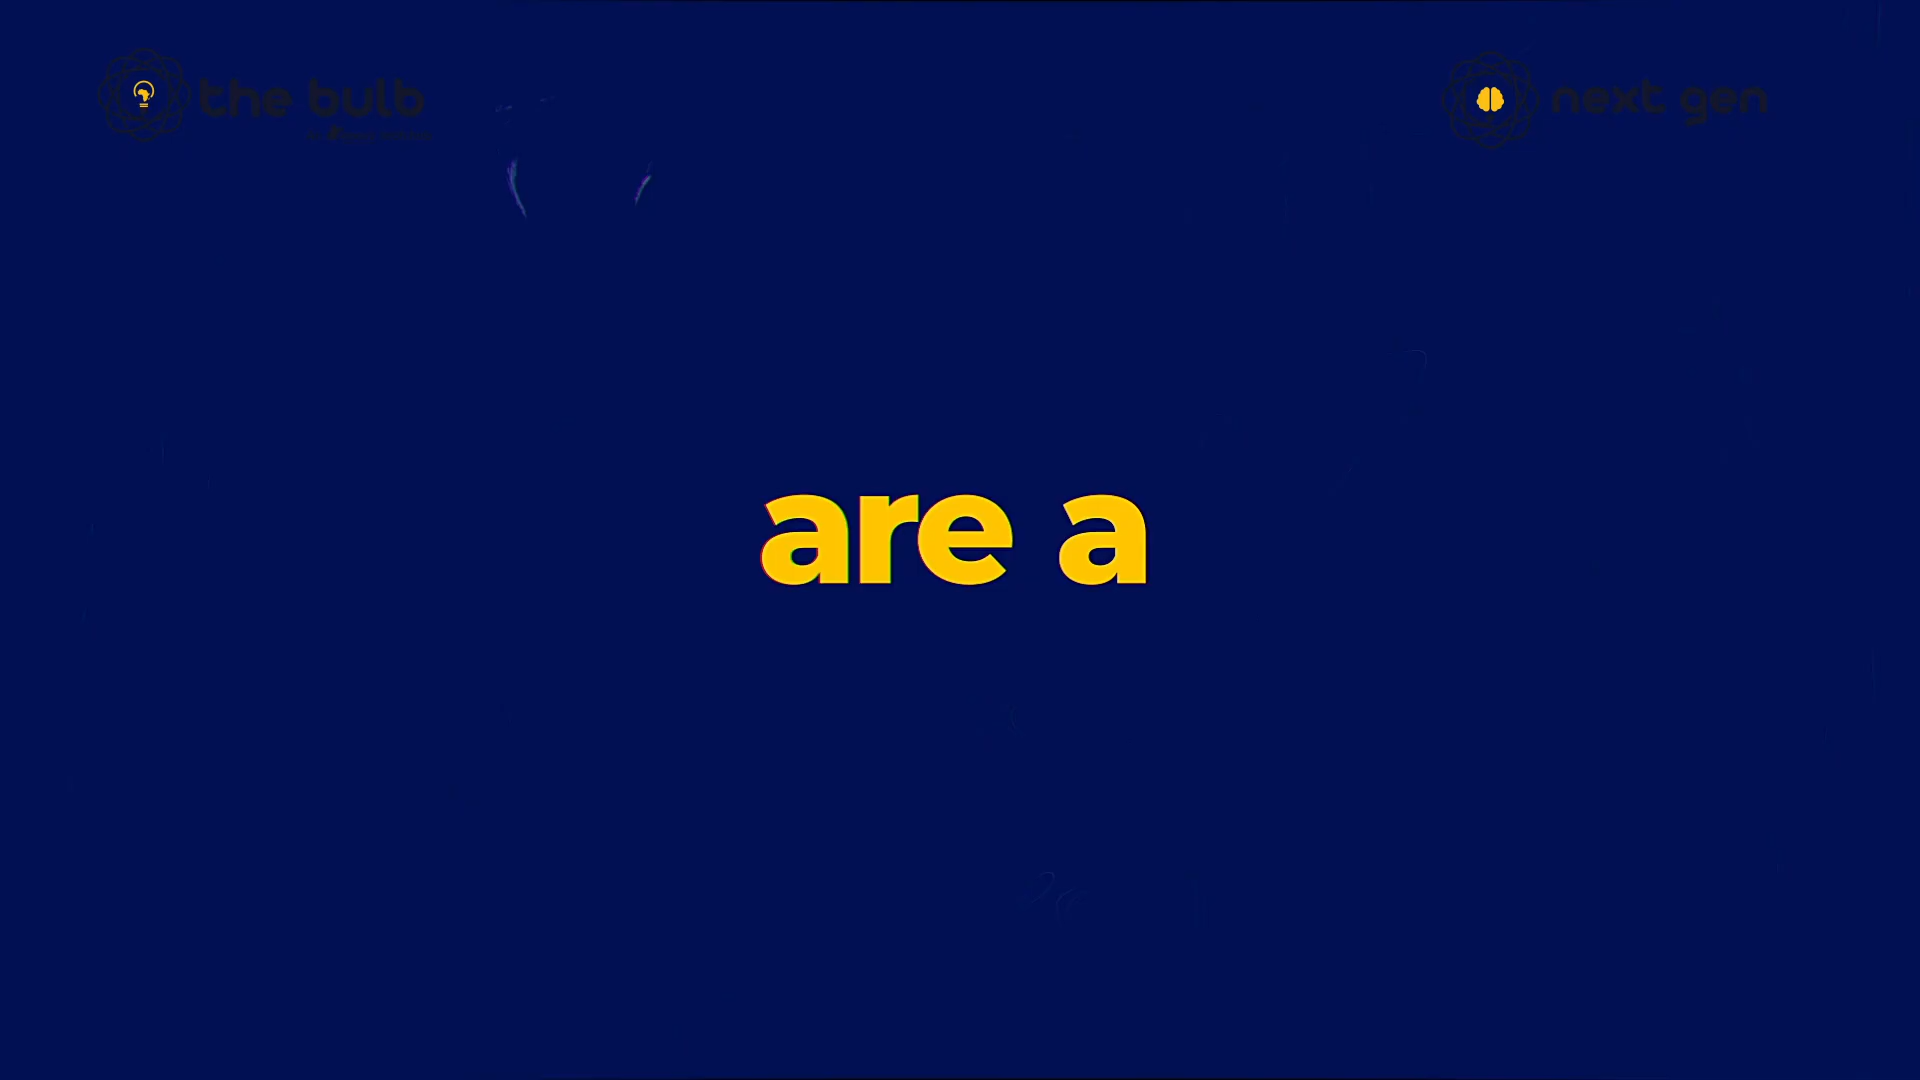 the bulb
next gen
are a